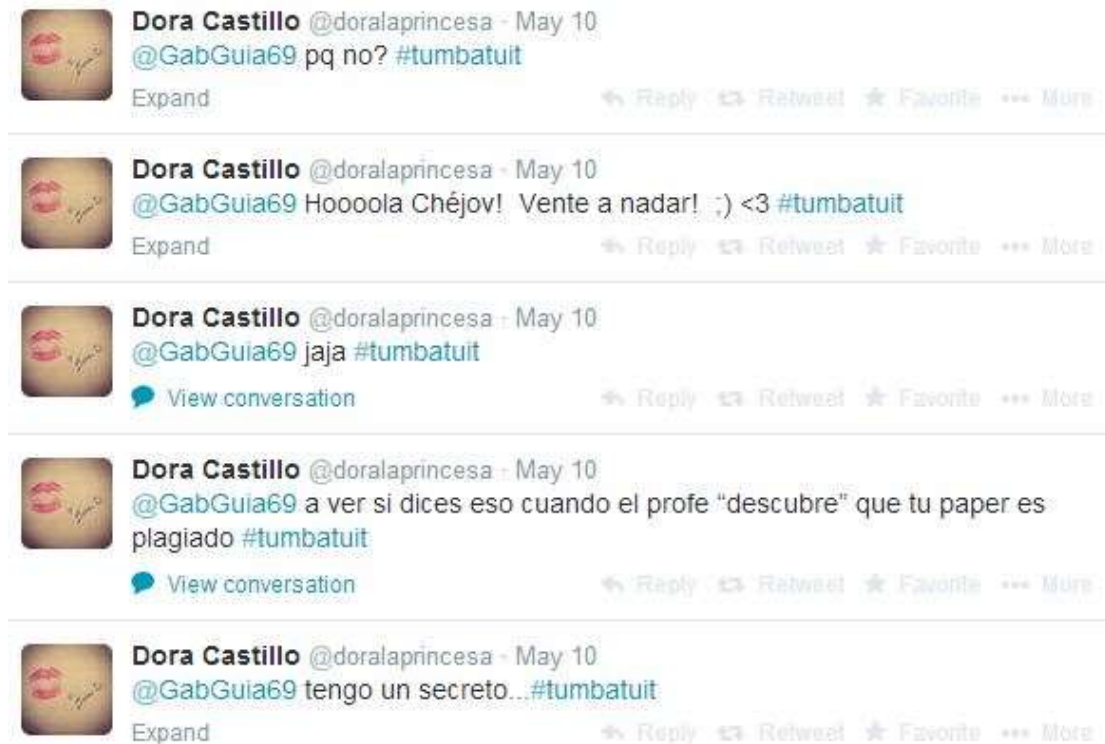 Dora Castillo @doralaprincesa · May 10
@GabGuia69 pq no? #tumbatuit
Expand Reply Retweet Favorite More
Dora Castillo @doralaprincesa · May 10
@GabGuia69 Hoooola Chéjov! Vente a nadar! ;) <3 #tumbatuit
Expand Reply Retweet Favorite More
Dora Castillo @doralaprincesa · May 10
@GabGuia69 jaja #tumbatuit
View conversation Reply Retweet Favorite More
Dora Castillo @doralaprincesa · May 10
@GabGuia69 a ver si dices eso cuando el profe “descubre” que tu paper es
plagiado #tumbatuit
View conversation Reply Retweet Favorite More
Dora Castillo @doralaprincesa · May 10
@GabGuia69 tengo un secreto...#tumbatuit
Expand Reply Retweet Favorite More